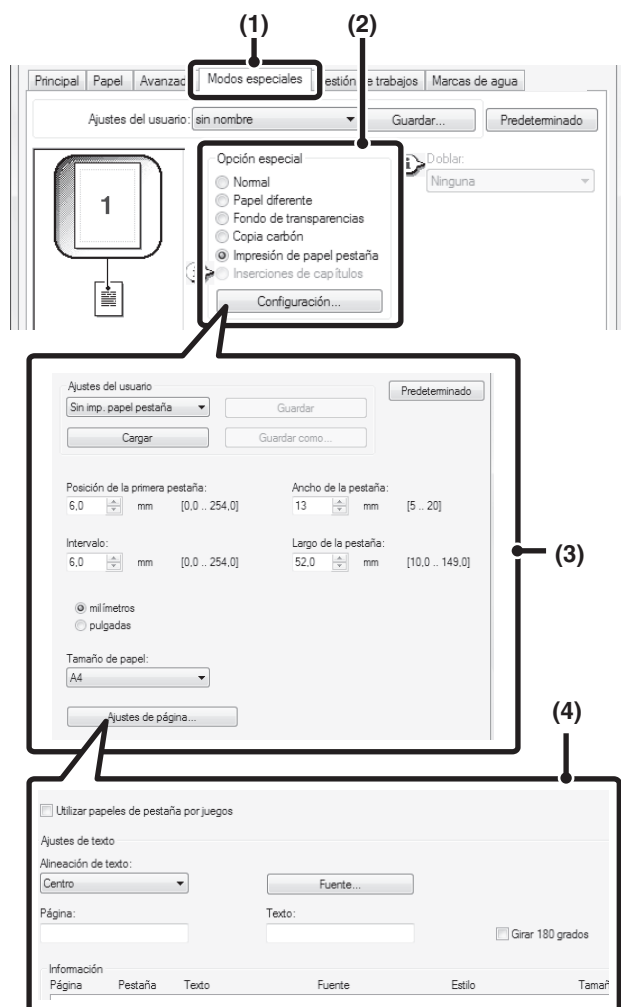 (1) (2)
Principal Papel Avanzad Modos especiales estión de trabajos Marcas de agua
Ajustes del usuario: sin nombre Guardar... Predeterminado
Opción especial Doblar:
Normal Ninguna
1
Papel diferente
Fondo de transparencias
Copia carbón
Impresión de papel pestaña
Inserciones de capítulos
Configuración...
Ajustes del usuario Predeterminado
Sin imp. papel pestaña Guardar
Cargar Guardar como...
Posición de la primera pestaña: Ancho de la pestaña:
6,0 mm [0,0 .. 254,0] 13 mm [5 .. 20]
Intervalo: Largo de la pestaña:
6,0 mm [0,0 .. 254,0] 52,0 mm [10,0 .. 149,0]
(3)
milímetros
pulgadas
Tamaño de papel:
A4
Ajustes de página...
(4)
Utilizar papeles de pestaña por juegos
Ajustes de texto
Alineación de texto:
Centro Fuente...
Página: Texto:
Girar 180 grados
Información
Página Pestaña Texto Fuente Estilo Tamañ